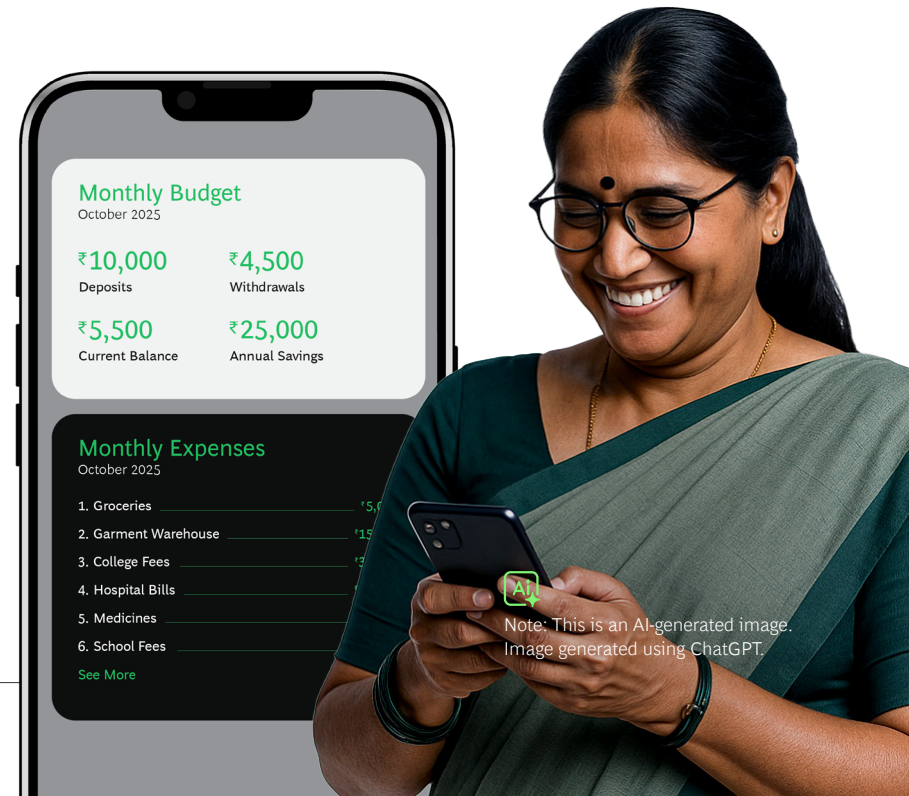 Monthly Budget
October 2025
₹10,000 ₹4,500
Deposits Withdrawals
₹5,500 ₹25,000
Current Balance Annual Savings
Monthly Expenses
October 2025
1. Groceries
2. Garment Warehouse
3. College Fees
4. Hospital Bills
5. Medicines
6. School Fees
See More
Ai
Note: This is an AI-generated image.
Image generated using ChatGPT.